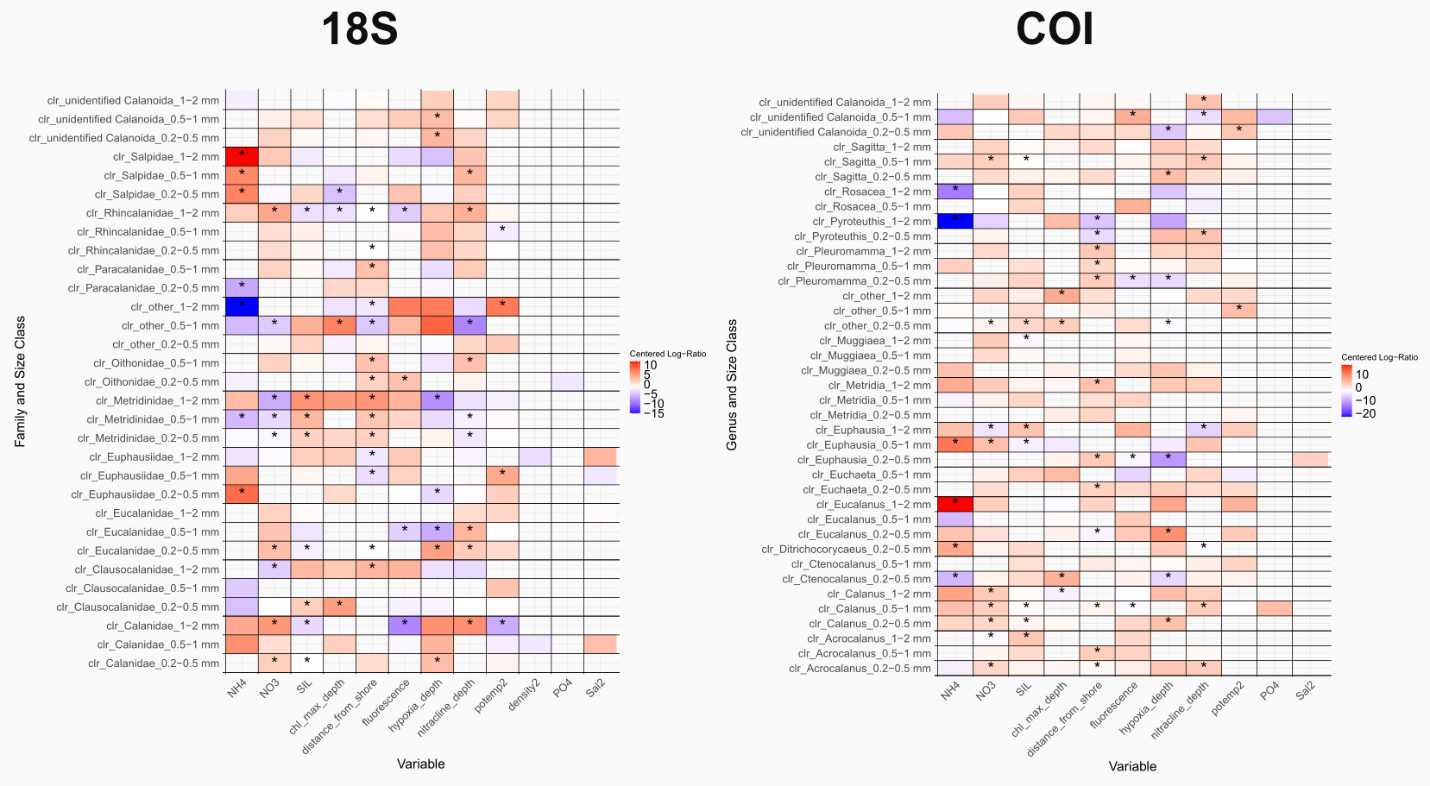 18S
COI
clr_unidentified Calanoida_1−2 mm
clr_unidentified Calanoida_0.5−1 mm
clr_unidentified Calanoida_0.2−0.5 mm
clr_Salpidae_1−2 mm
clr_Salpidae_0.5−1 mm
clr_Salpidae_0.2−0.5 mm
clr_Rhincalanidae_1−2 mm
clr_Rhincalanidae_0.5−1 mm
clr_Rhincalanidae_0.2−0.5 mm
clr_Paracalanidae_0.5−1 mm
clr_Paracalanidae_0.2−0.5 mm
clr_other_1−2 mm
clr_other_0.5−1 mm
clr_other_0.2−0.5 mm
clr_Oithonidae_0.5−1 mm
clr_Oithonidae_0.2−0.5 mm
clr_Metridinidae_1−2 mm
clr_Metridinidae_0.5−1 mm
clr_Metridinidae_0.2−0.5 mm
clr_Euphausiidae_1−2 mm
clr_Euphausiidae_0.5−1 mm
clr_Euphausiidae_0.2−0.5 mm
clr_Eucalanidae_1−2 mm
clr_Eucalanidae_0.5−1 mm
clr_Eucalanidae_0.2−0.5 mm
clr_Clausocalanidae_1−2 mm
clr_Clausocalanidae_0.5−1 mm
clr_Clausocalanidae_0.2−0.5 mm
clr_Calanidae_1−2 mm
clr_Calanidae_0.5−1 mm
clr_Calanidae_0.2−0.5 mm
Family and Size Class
NH4
NO3
SIL
chl_max_depth
distance_from_shore
fluorescence
hypoxia_depth
nitracline_depth
potemp2
density2
PO4
Sal2
Variable
Centered Log−Ratio
10
5
0
−5
−10
−15
clr_unidentified Calanoida_1−2 mm
clr_unidentified Calanoida_0.5−1 mm
clr_unidentified Calanoida_0.2−0.5 mm
clr_Sagitta_1−2 mm
clr_Sagitta_0.5−1 mm
clr_Sagitta_0.2−0.5 mm
clr_Rosacea_1−2 mm
clr_Rosacea_0.5−1 mm
clr_Pyroteuthis_1−2 mm
clr_Pyroteuthis_0.2−0.5 mm
clr_Pleuromamma_1−2 mm
clr_Pleuromamma_0.5−1 mm
clr_Pleuromamma_0.2−0.5 mm
clr_other_1−2 mm
clr_other_0.5−1 mm
clr_other_0.2−0.5 mm
clr_Muggiaea_1−2 mm
clr_Muggiaea_0.5−1 mm
clr_Muggiaea_0.2−0.5 mm
clr_Metridia_1−2 mm
clr_Metridia_0.5−1 mm
clr_Metridia_0.2−0.5 mm
clr_Euphausia_1−2 mm
clr_Euphausia_0.5−1 mm
clr_Euphausia_0.2−0.5 mm
clr_Euchaeta_0.5−1 mm
clr_Euchaeta_0.2−0.5 mm
clr_Eucalanus_1−2 mm
clr_Eucalanus_0.5−1 mm
clr_Eucalanus_0.2−0.5 mm
clr_Ditrichocorycaeus_0.2−0.5 mm
clr_Ctenocalanus_0.5−1 mm
clr_Ctenocalanus_0.2−0.5 mm
clr_Calanus_1−2 mm
clr_Calanus_0.5−1 mm
clr_Calanus_0.2−0.5 mm
clr_Acrocalanus_1−2 mm
clr_Acrocalanus_0.5−1 mm
clr_Acrocalanus_0.2−0.5 mm
Genus and Size Class
NH4
NO3
SIL
chl_max_depth
distance_from_shore
fluorescence
hypoxia_depth
nitracline_depth
potemp2
PO4
Sal2
Variable
Centered Log−Ratio
10
0
−10
−20